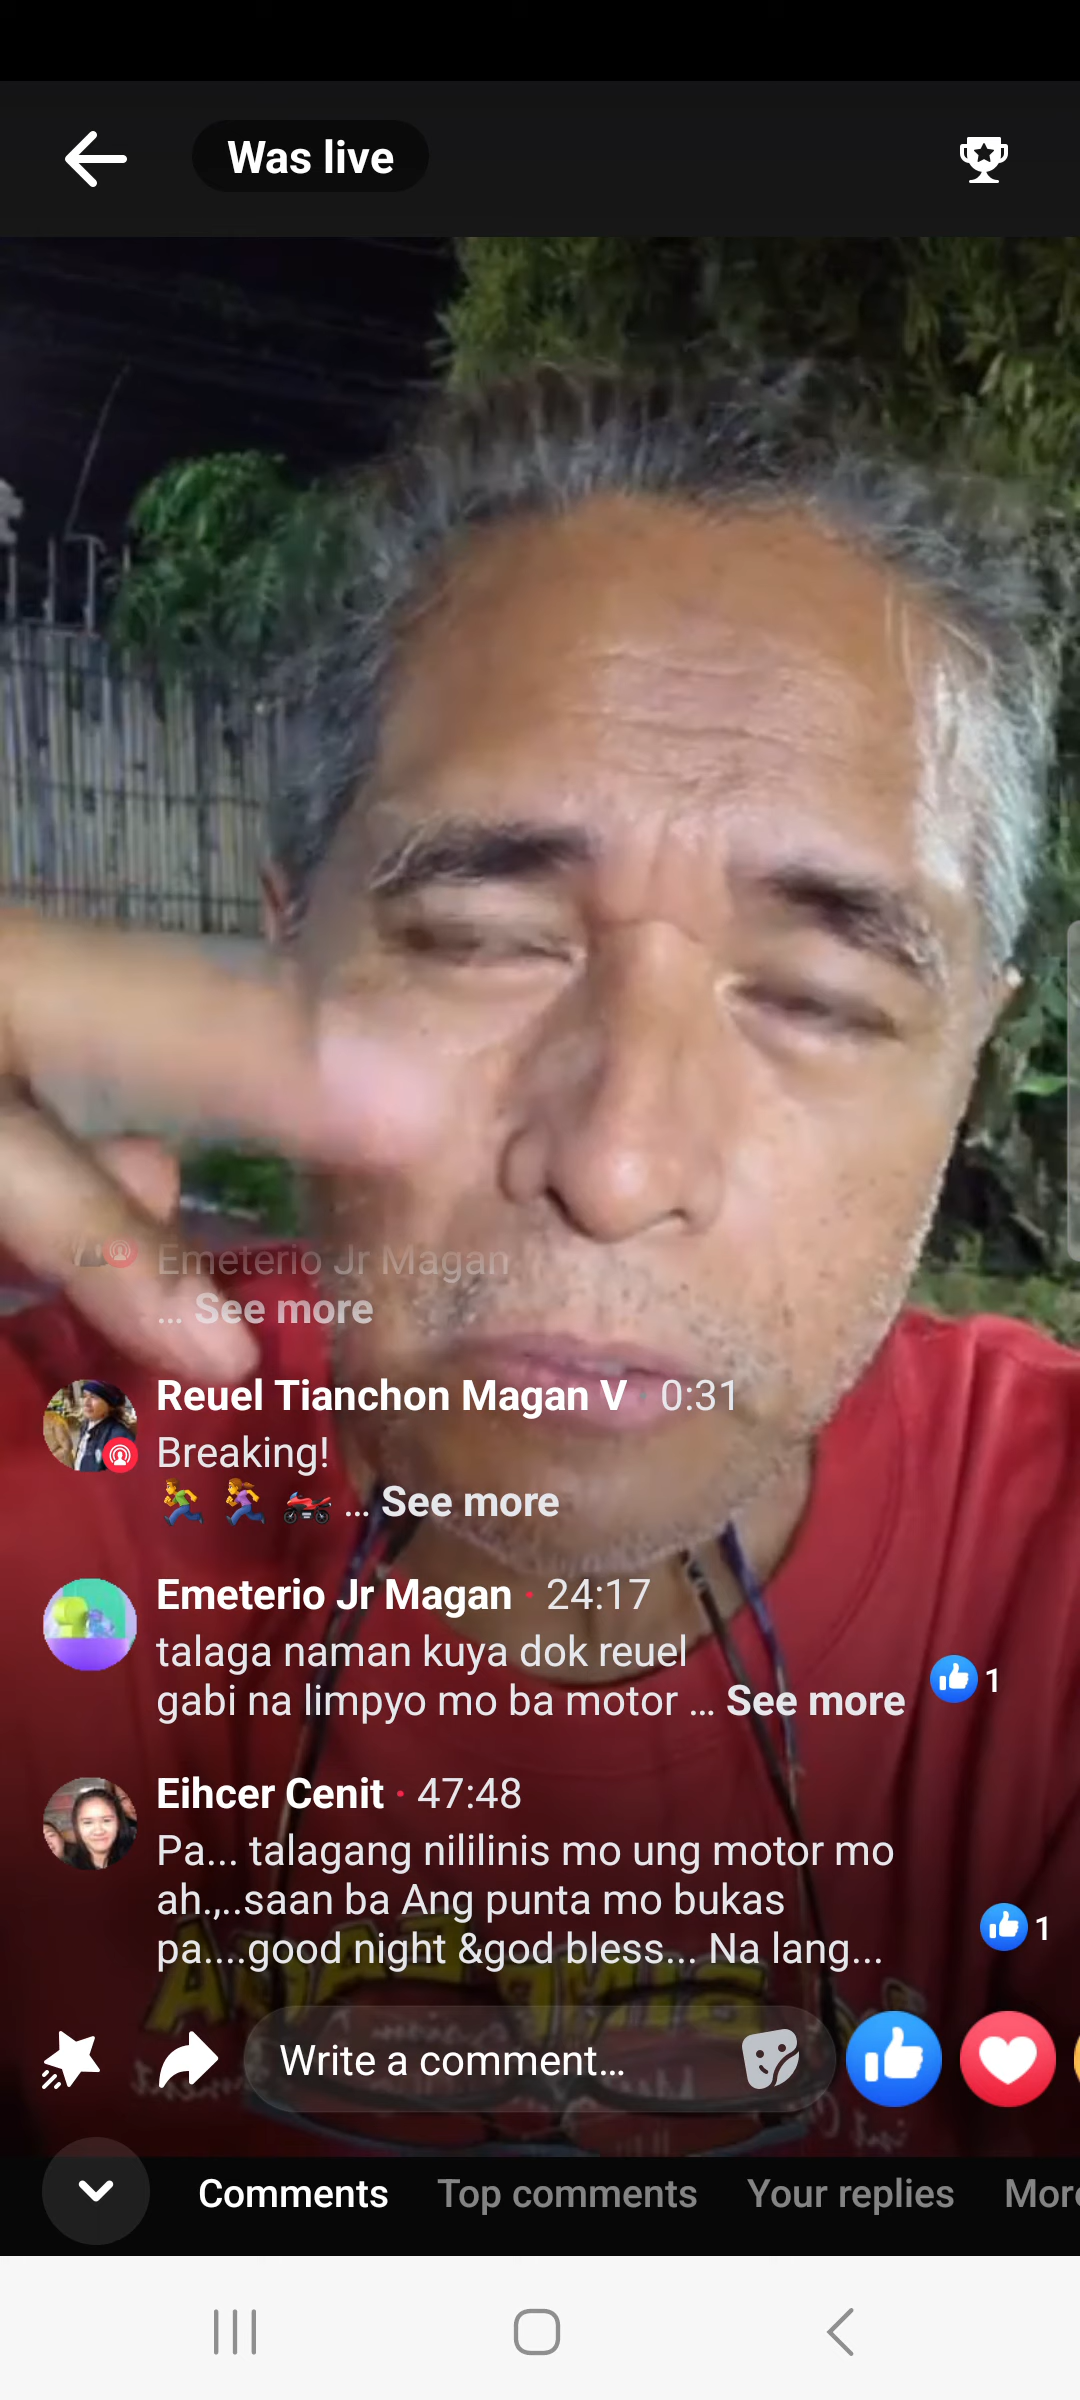 Was live
Emeterio Jr Magan
... See more
Reuel Tianchon Magan V · 0:31
Breaking!
🏃‍♂️ 🏃‍♀️ 🏍️ ... See more
Emeterio Jr Magan · 24:17
talaga naman kuya dok reuel
gabi na limpyo mo ba motor ... See more
1
Eihcer Cenit · 47:48
Pa... talagang nililinis mo ung motor mo
ah.,..saan ba Ang punta mo bukas
pa....good night &god bless... Na lang...
1
Write a comment...
Comments Top comments Your replies More